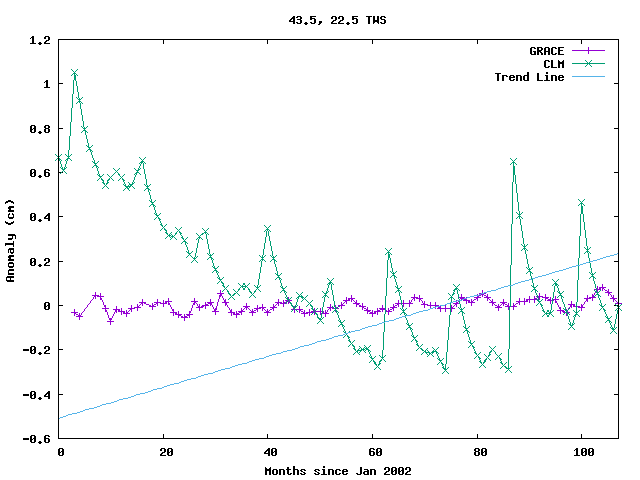 43.5, 22.5 TWS
GRACE
CLM
Trend Line
1.2
1
0.8
0.6
0.4
0.2
0
-0.2
-0.4
-0.6
Anomaly (cm)
0 20 40 60 80 100
Months since Jan 2002